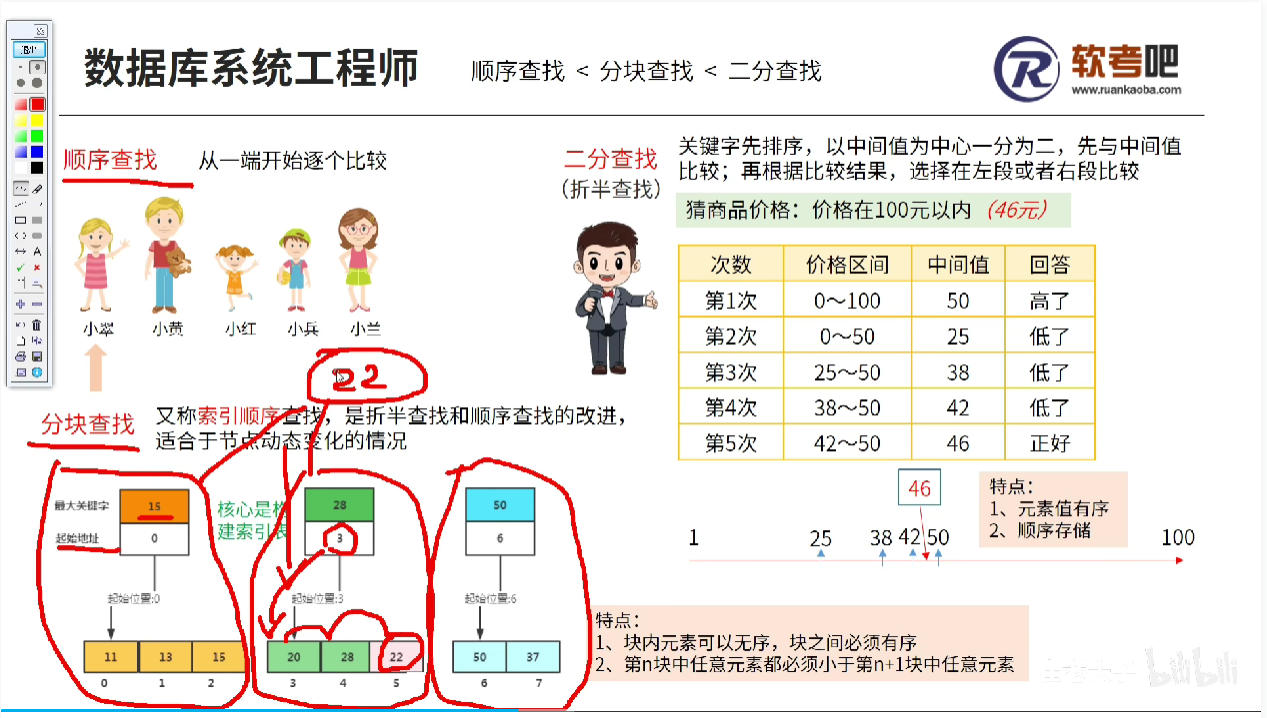 数据库系统工程师
顺序查找 < 分块查找 < 二分查找
软考吧
www.ruankaoba.com
顺序查找
从一端开始逐个比较
小翠 小黄 小红 小兵 小兰
二分查找
(折半查找)
关键字先排序，以中间值为中心一分为二，先与中间值
比较；再根据比较结果，选择在左段或者右段比较
猜商品价格：价格在100元以内 （46元）
次数 价格区间 中间值 回答
第1次 0～100 50 高了
第2次 0～50 25 低了
第3次 25～50 38 低了
第4次 38～50 42 低了
第5次 42～50 46 正好
46
1 25 38 42 50 100
特点：
1、元素值有序
2、顺序存储
22
分块查找
又称索引顺序查找，是折半查找和顺序查找的改进，
适合于节点动态变化的情况
最大关键字 15 28 50
起始地址 0 3 6
核心是构
建索引表
起始位置:0 起始位置:3 起始位置:6
11 13 15 20 28 22 50 37
0 1 2 3 4 5 6 7
特点：
1、块内元素可以无序，块之间必须有序
2、第n块中任意元素都必须小于第n+1块中任意元素
bilibili